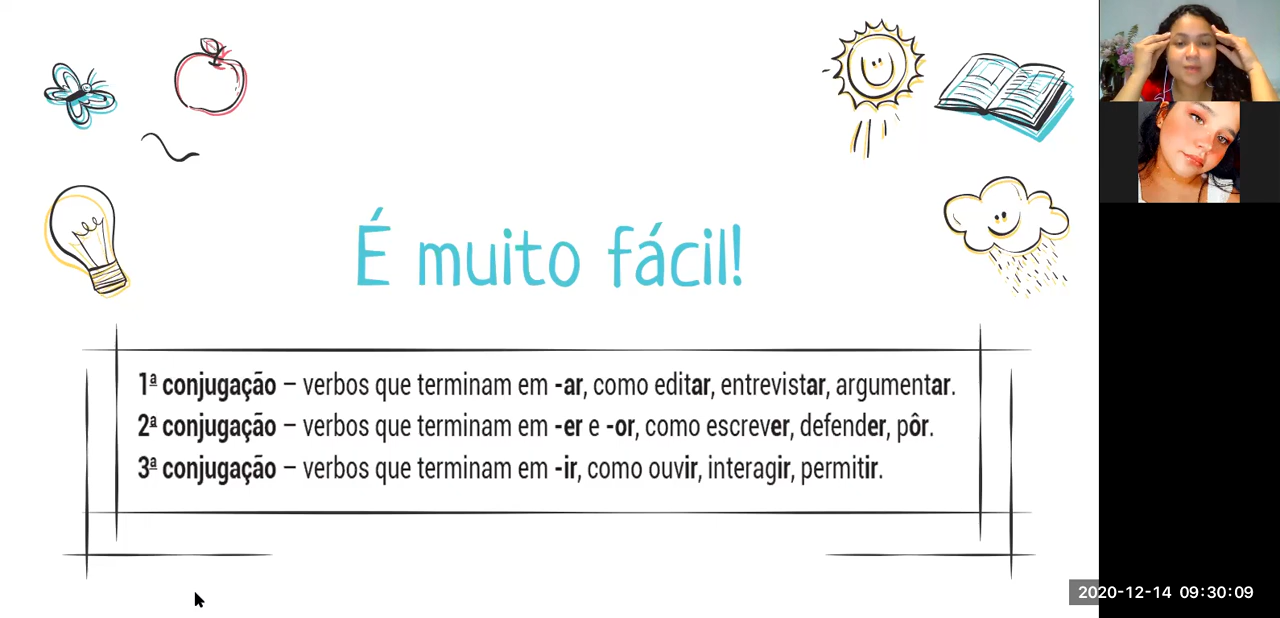 É muito fácil!
1ª conjugação – verbos que terminam em -ar, como editar, entrevistar, argumentar.
2ª conjugação – verbos que terminam em -er e -or, como escrever, defender, pôr.
3ª conjugação – verbos que terminam em -ir, como ouvir, interagir, permitir.
2020-12-14 09:30:09